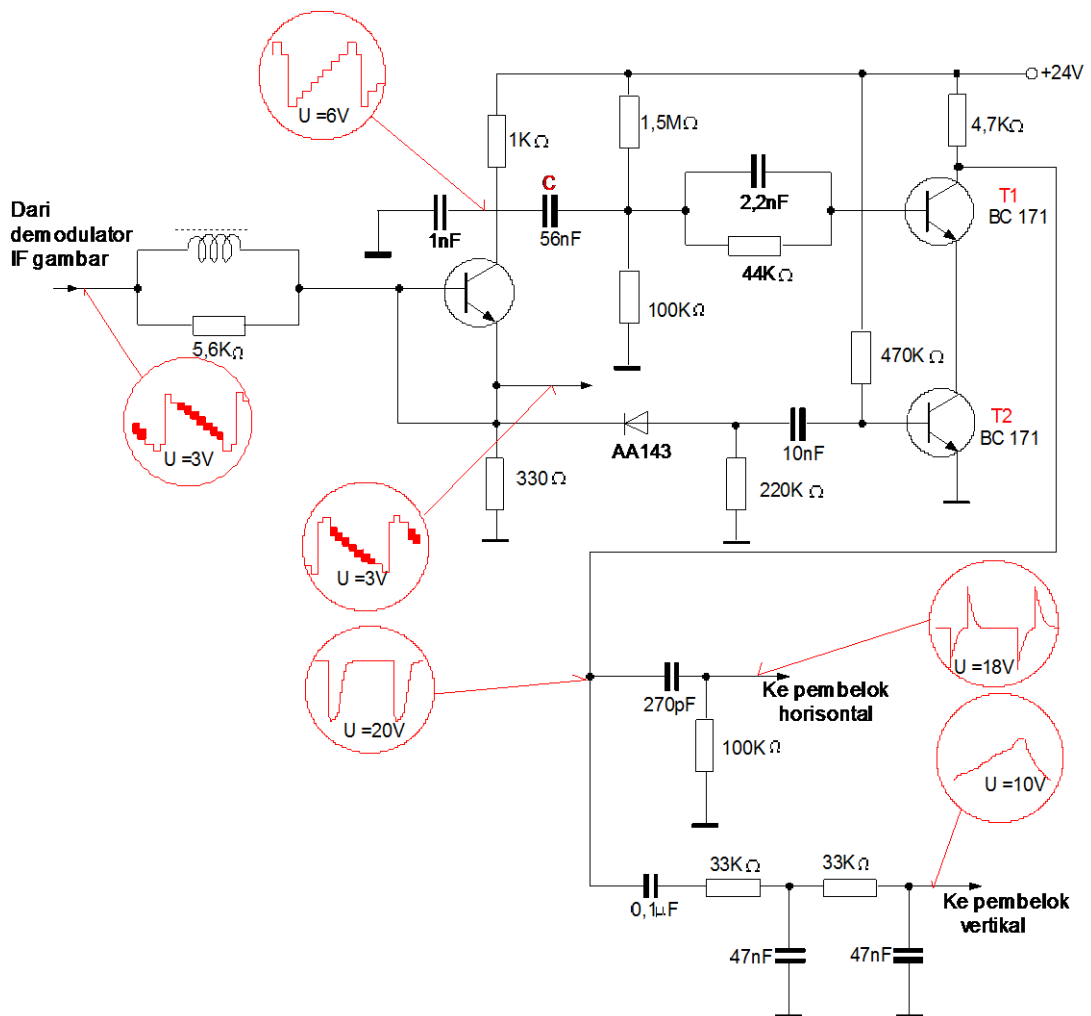 +24V
U =6V
1KΩ
1,5MΩ
4,7KΩ
C
2,2nF
T1
BC 171
Dari
demodulator
IF gambar
1nF
56nF
44KΩ
100KΩ
5,6KΩ
470KΩ
T2
BC 171
AA143
10nF
U =3V
330Ω
220KΩ
U =3V
U =18V
U =20V
270pF
Ke pembelok
horisontal
100KΩ
U =10V
33KΩ
33KΩ
0,1µF
Ke pembelok
vertikal
47nF
47nF